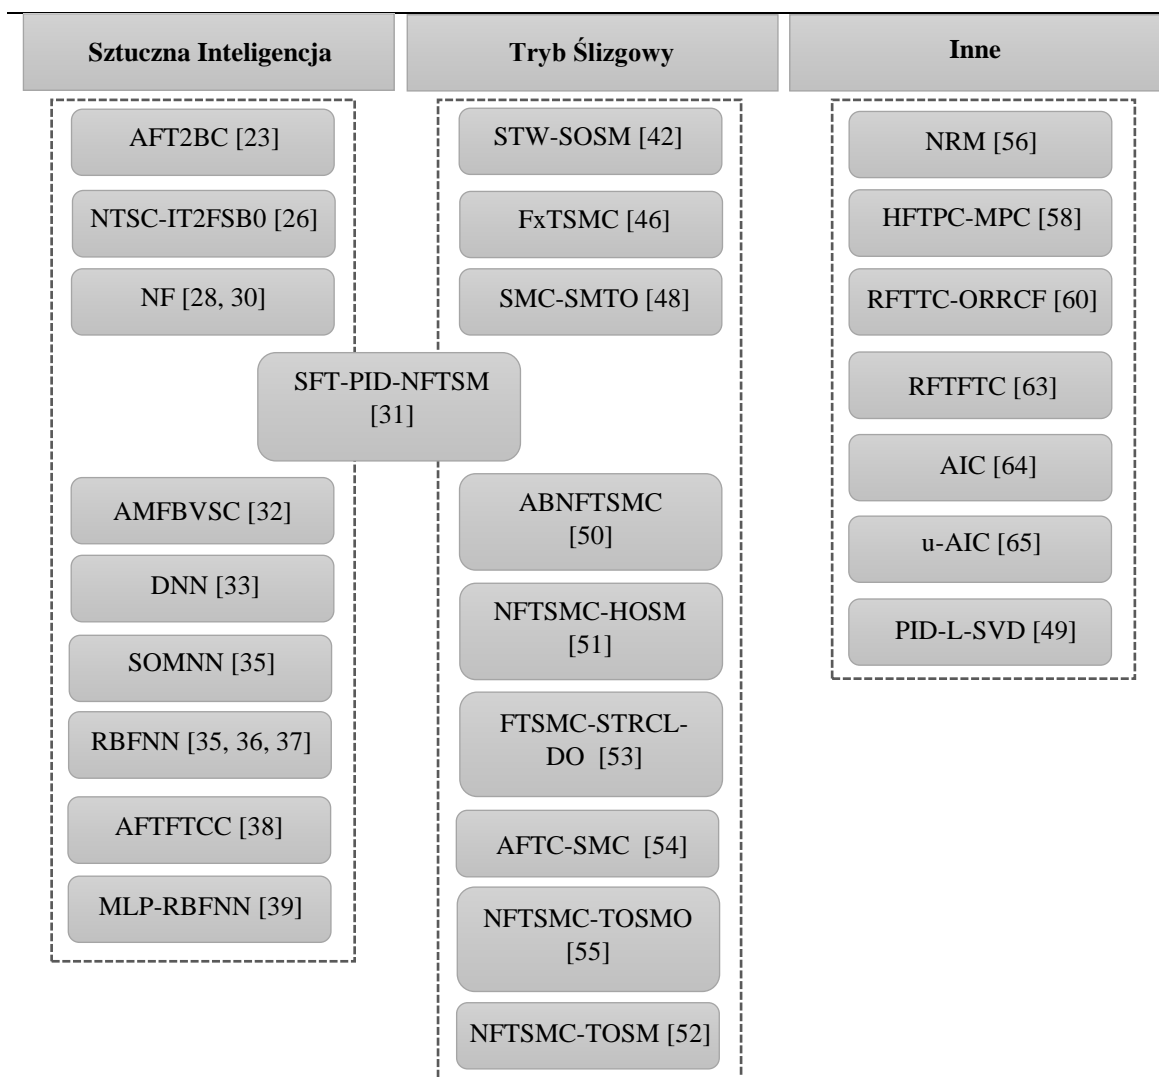 Sztuczna Inteligencja
AFT2BC [23]
NTSC-IT2FSB0 [26]
NF [28, 30]
SFT-PID-NFTSM
[31]
AMFBVSC [32]
DNN [33]
SOMNN [35]
RBFNN [35, 36, 37]
AFTFTCC [38]
MLP-RBFNN [39]
Tryb Ślizgowy
STW-SOSM [42]
FxTSMC [46]
SMC-SMTO [48]
ABNFTSMC
[50]
NFTSMC-HOSM
[51]
FTSMC-STRCL-
DO [53]
AFTC-SMC [54]
NFTSMC-TOSMO
[55]
NFTSMC-TOSM [52]
Inne
NRM [56]
HFTPC-MPC [58]
RFTTC-ORRCF [60]
RFTFTC [63]
AIC [64]
u-AIC [65]
PID-L-SVD [49]